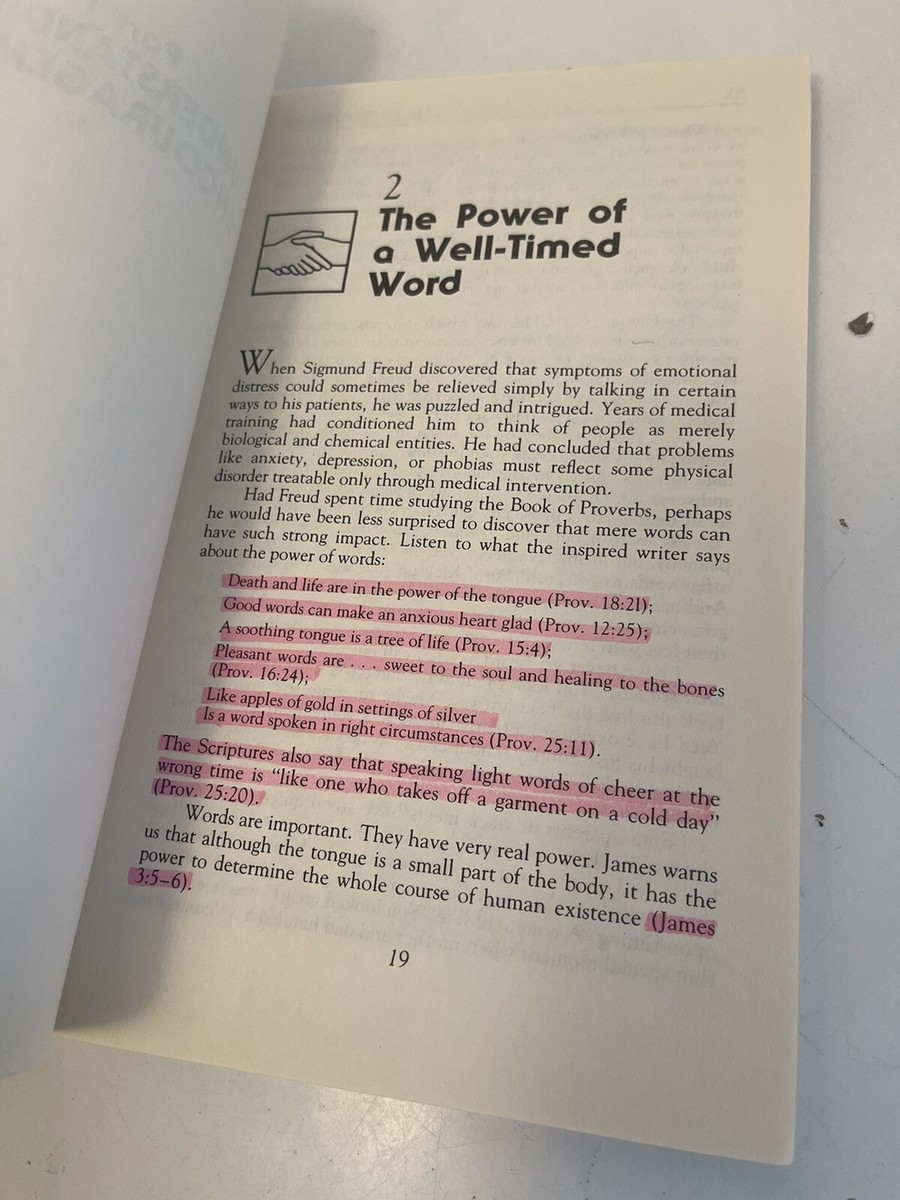 2
The Power of
a Well-Timed
Word
When Sigmund Freud discovered that symptoms of emotional
distress could sometimes be relieved simply by talking in certain
ways to his patients, he was puzzled and intrigued. Years of medical
training had conditioned him to think of people as merely
biological and chemical entities. He had concluded that problems
like anxiety, depression, or phobias must reflect some physical
disorder treatable only through medical intervention.
Had Freud spent time studying the Book of Proverbs, perhaps
he would have been less surprised to discover that mere words can
have such strong impact. Listen to what the inspired writer says
about the power of words:
Death and life are in the power of the tongue (Prov. 18:21);
Good words can make an anxious heart glad (Prov. 12:25);
A soothing tongue is a tree of life (Prov. 15:4);
Pleasant words are . . . sweet to the soul and healing to the bones
(Prov. 16:24);
Like apples of gold in settings of silver
Is a word spoken in right circumstances (Prov. 25:11).
The Scriptures also say that speaking light words of cheer at the
wrong time is "like one who takes off a garment on a cold day"
(Prov. 25:20).
Words are important. They have very real power. James warns
us that although the tongue is a small part of the body, it has the
power to determine the whole course of human existence (James
3:5–6).
19